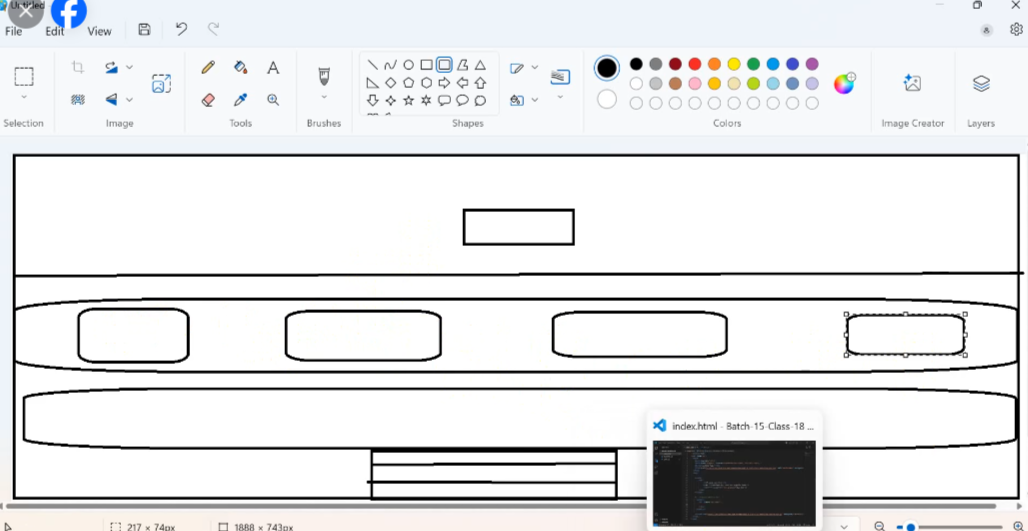 Untitled
File Edit View
Selection Image Tools Brushes Shapes Colors Image Creator Layers
index.html - Batch-15-Class-18 ...
217 × 74px 1888 × 743px